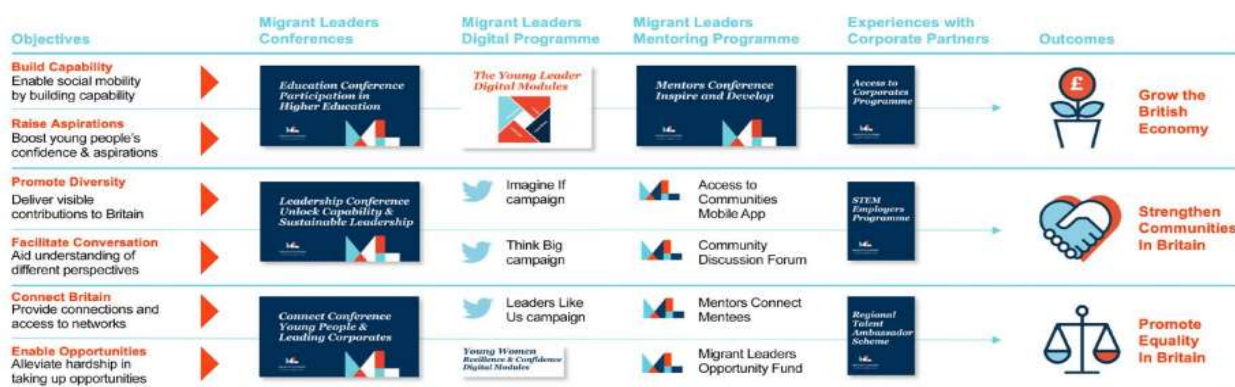 Objectives
Migrant Leaders
Conferences
Migrant Leaders
Digital Programme
Migrant Leaders
Mentoring Programme
Experiences with
Corporate Partners
Outcomes
Build Capability
Enable social mobility
by building capability
Raise Aspirations
Boost young people's
confidence & aspirations
Education Conference
Participation in
Higher Education
The Young Leader
Digital Modules
Mentors Conference
Inspire and Develop
Access to
Corporates
Programme
£
Grow the
British
Economy
Promote Diversity
Deliver visible
contributions to Britain
Facilitate Conversation
Aid understanding of
different perspectives
Leadership Conference
Unlock Capability &
Sustainable Leadership
Imagine If
campaign
Think Big
campaign
Access to
Communities
Mobile App
Community
Discussion Forum
STEM
Employers
Programme
Strengthen
Communities
In Britain
Connect Britain
Provide connections and
access to networks
Enable Opportunities
Alleviate hardship in
taking up opportunities
Connect Conference
Young People &
Leading Corporates
Leaders Like
Us campaign
Young Women
Resilience & Confidence
Digital Modules
Mentors Connect
Mentees
Migrant Leaders
Opportunity Fund
Regional
Talent
Ambassador
Scheme
Promote
Equality
In Britain